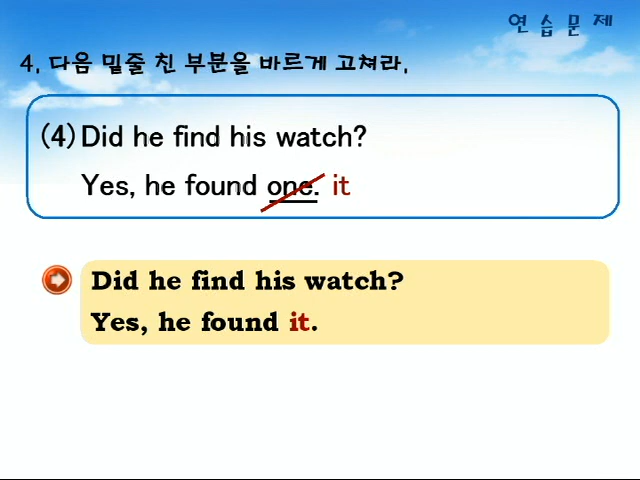 연습문제
4. 다음 밑줄 친 부분을 바르게 고쳐라.
(4) Did he find his watch?
Yes, he found one. it
Did he find his watch?
Yes, he found it.